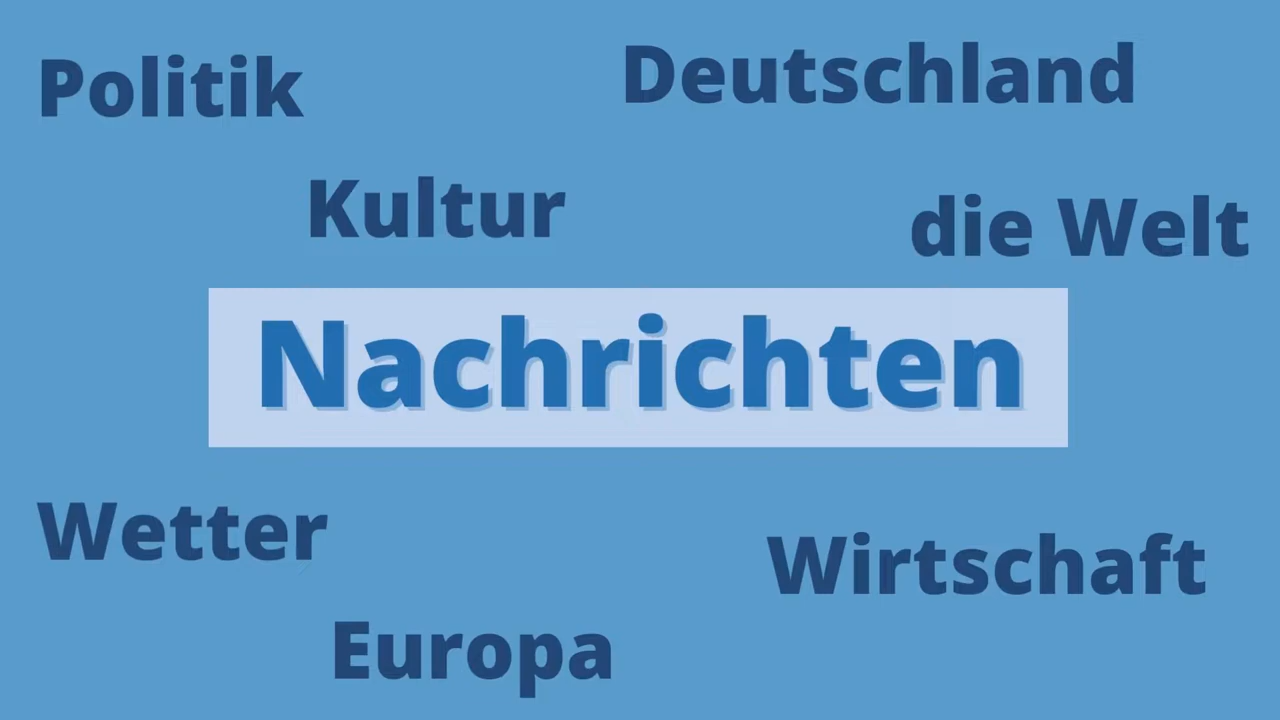 Politik
Deutschland
Kultur
die Welt
Nachrichten
Wetter
Wirtschaft
Europa